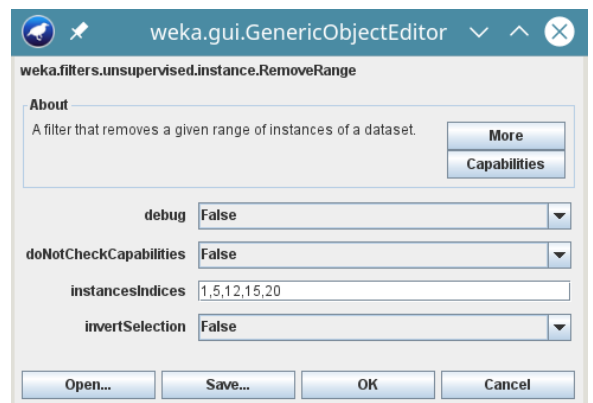 weka.gui.GenericObjectEditor
weka.filters.unsupervised.instance.RemoveRange
About
A filter that removes a given range of instances of a dataset.
More
Capabilities
debug False
doNotCheckCapabilities False
instancesIndices 1,5,12,15,20
invertSelection False
Open... Save... OK Cancel